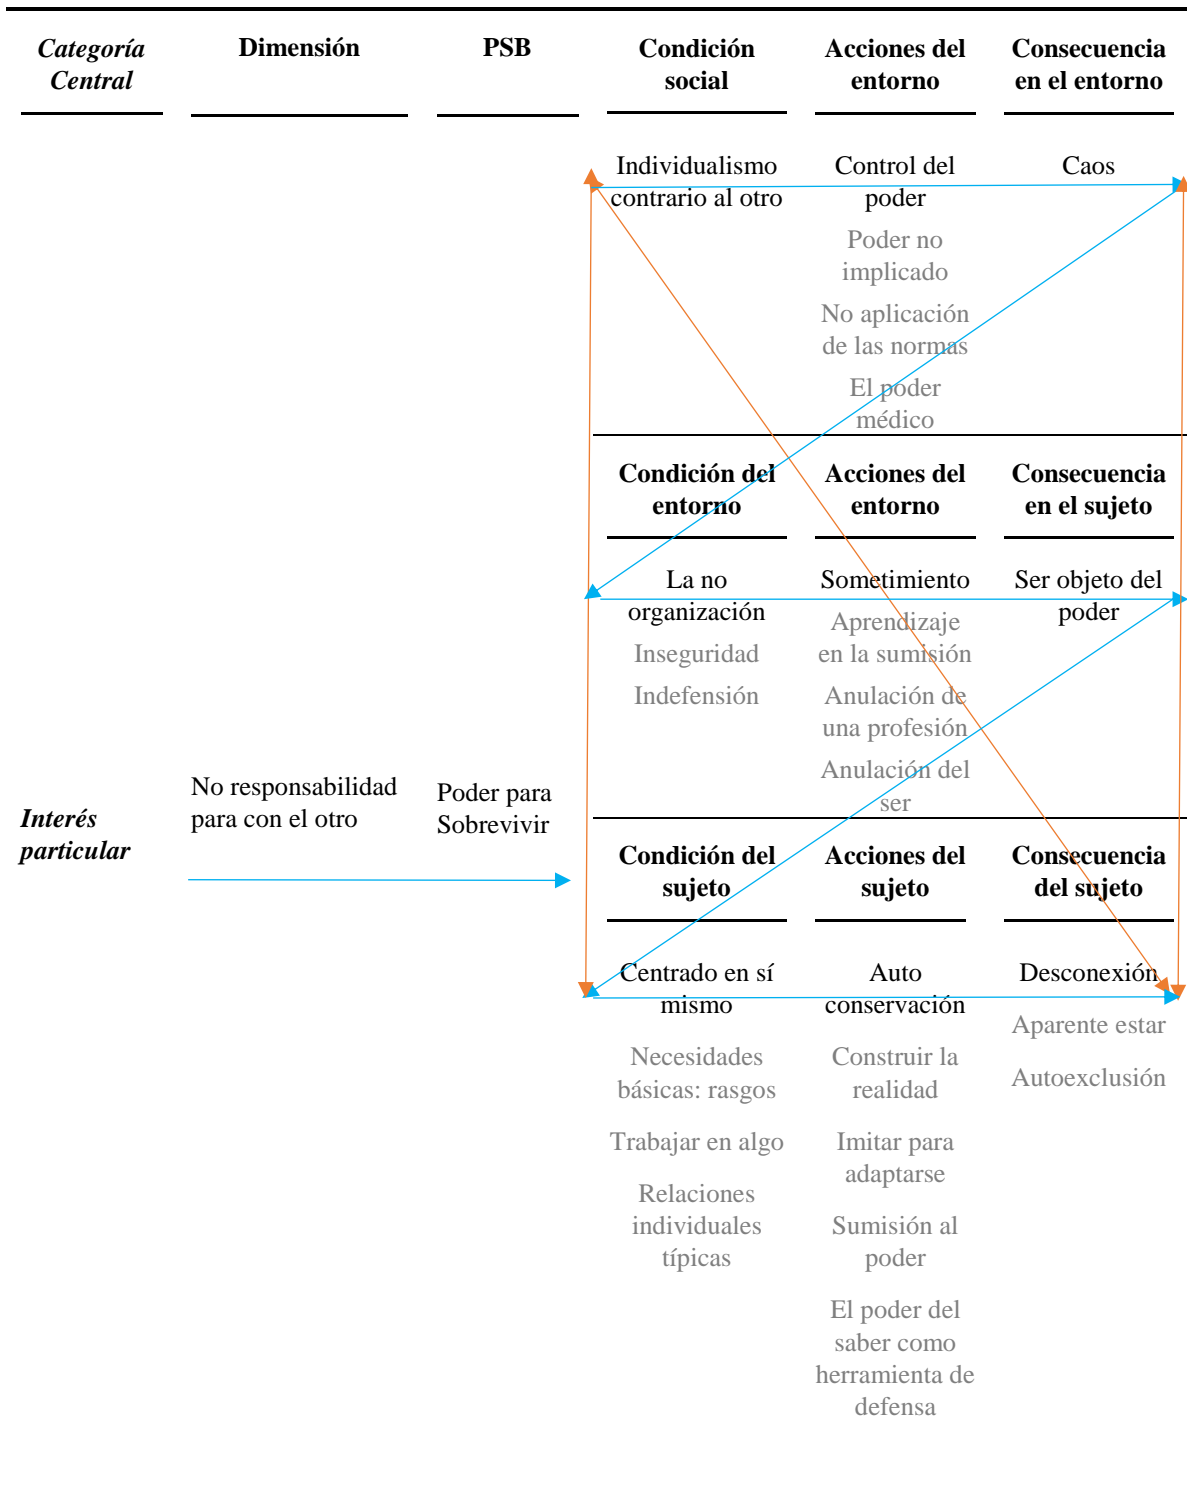 Categoría Central
Dimensión
PSB
Condición social
Acciones del entorno
Consecuencia en el entorno
Individualismo contrario al otro
Control del poder
Caos
Poder no implicado
No aplicación de las normas
El poder médico
Condición del entorno
Acciones del entorno
Consecuencia en el sujeto
La no organización
Sometimiento
Ser objeto del poder
Inseguridad
Indefensión
Aprendizaje en la sumisión
Anulación de una profesión
Anulación del ser
Interés particular
No responsabilidad para con el otro
Poder para Sobrevivir
Condición del sujeto
Acciones del sujeto
Consecuencia del sujeto
Centrado en sí mismo
Auto conservación
Desconexión
Aparente estar
Autoexclusión
Necesidades básicas: rasgos
Trabajar en algo
Relaciones individuales típicas
Construir la realidad
Imitar para adaptarse
Sumisión al poder
El poder del saber como herramienta de defensa